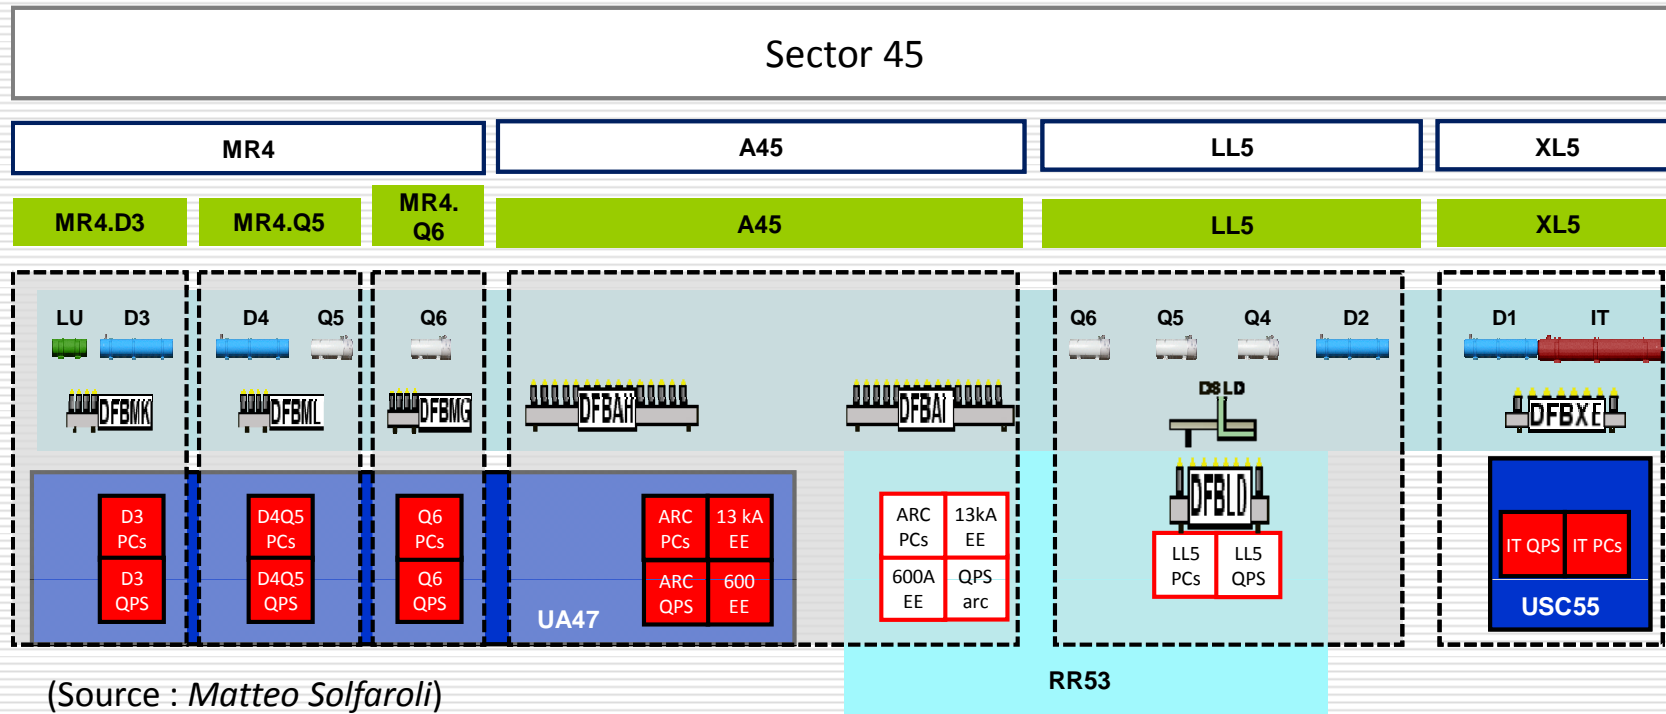 Sector 45
MR4
A45
LL5
XL5
MR4.D3
MR4.Q5
MR4.
Q6
A45
LL5
XL5
LU
D3
D4
Q5
Q6
Q6
Q5
Q4
D2
D1
IT
DFBMK
DFBML
DFBMG
DFBAH
DFBAI
DSLD
DFBXE
DFBLD
D3
PCs
D3
QPS
D4Q5
PCs
D4Q5
QPS
Q6
PCs
Q6
QPS
ARC
PCs
13 kA
EE
ARC
QPS
600
EE
UA47
ARC
PCs
13kA
EE
600A
EE
QPS
arc
LL5
PCs
LL5
QPS
IT QPS
IT PCs
USC55
RR53
(Source : Matteo Solfaroli)